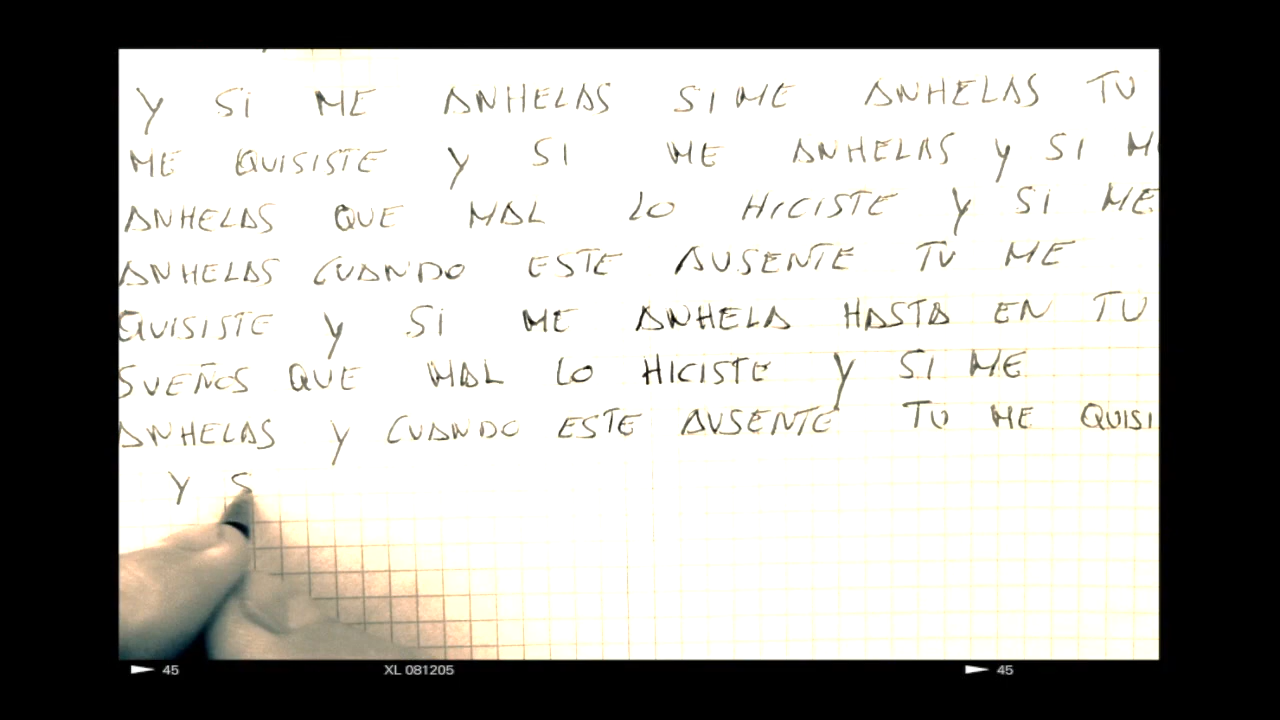 Y SI ME ANHELAS SI ME ANHELAS TU
ME QUISISTE Y SI ME ANHELAS Y SI M
ANHELAS QUE MAL LO HICISTE Y SI ME
ANHELAS CUANDO ESTE AUSENTE TU ME
QUISISTE Y SI ME ANHELA HASTA EN TU
SUEÑOS QUE MAL LO HICISTE Y SI ME
ANHELAS Y CUANDO ESTE AUSENTE TU ME QUISI
Y S
45 XL 081205 45